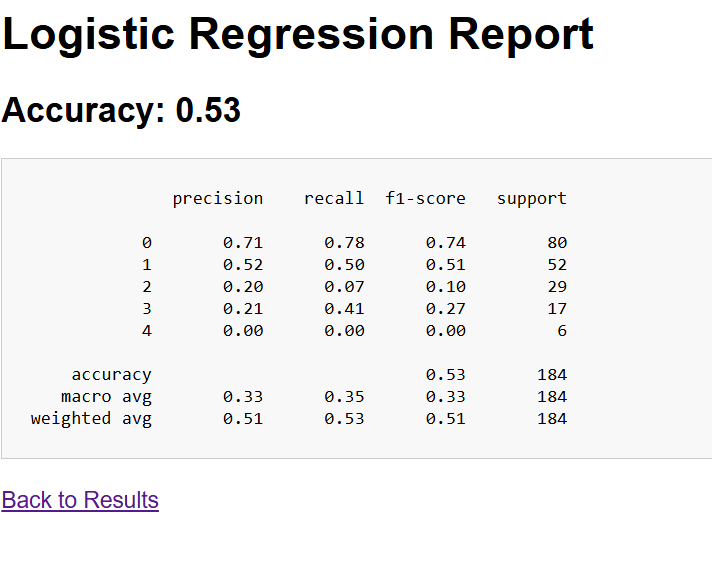 Logistic Regression Report
Accuracy: 0.53
precision recall f1-score support
0 0.71 0.78 0.74 80
1 0.52 0.50 0.51 52
2 0.20 0.07 0.10 29
3 0.21 0.41 0.27 17
4 0.00 0.00 0.00 6
accuracy 0.53 184
macro avg 0.33 0.35 0.33 184
weighted avg 0.51 0.53 0.51 184
Back to Results